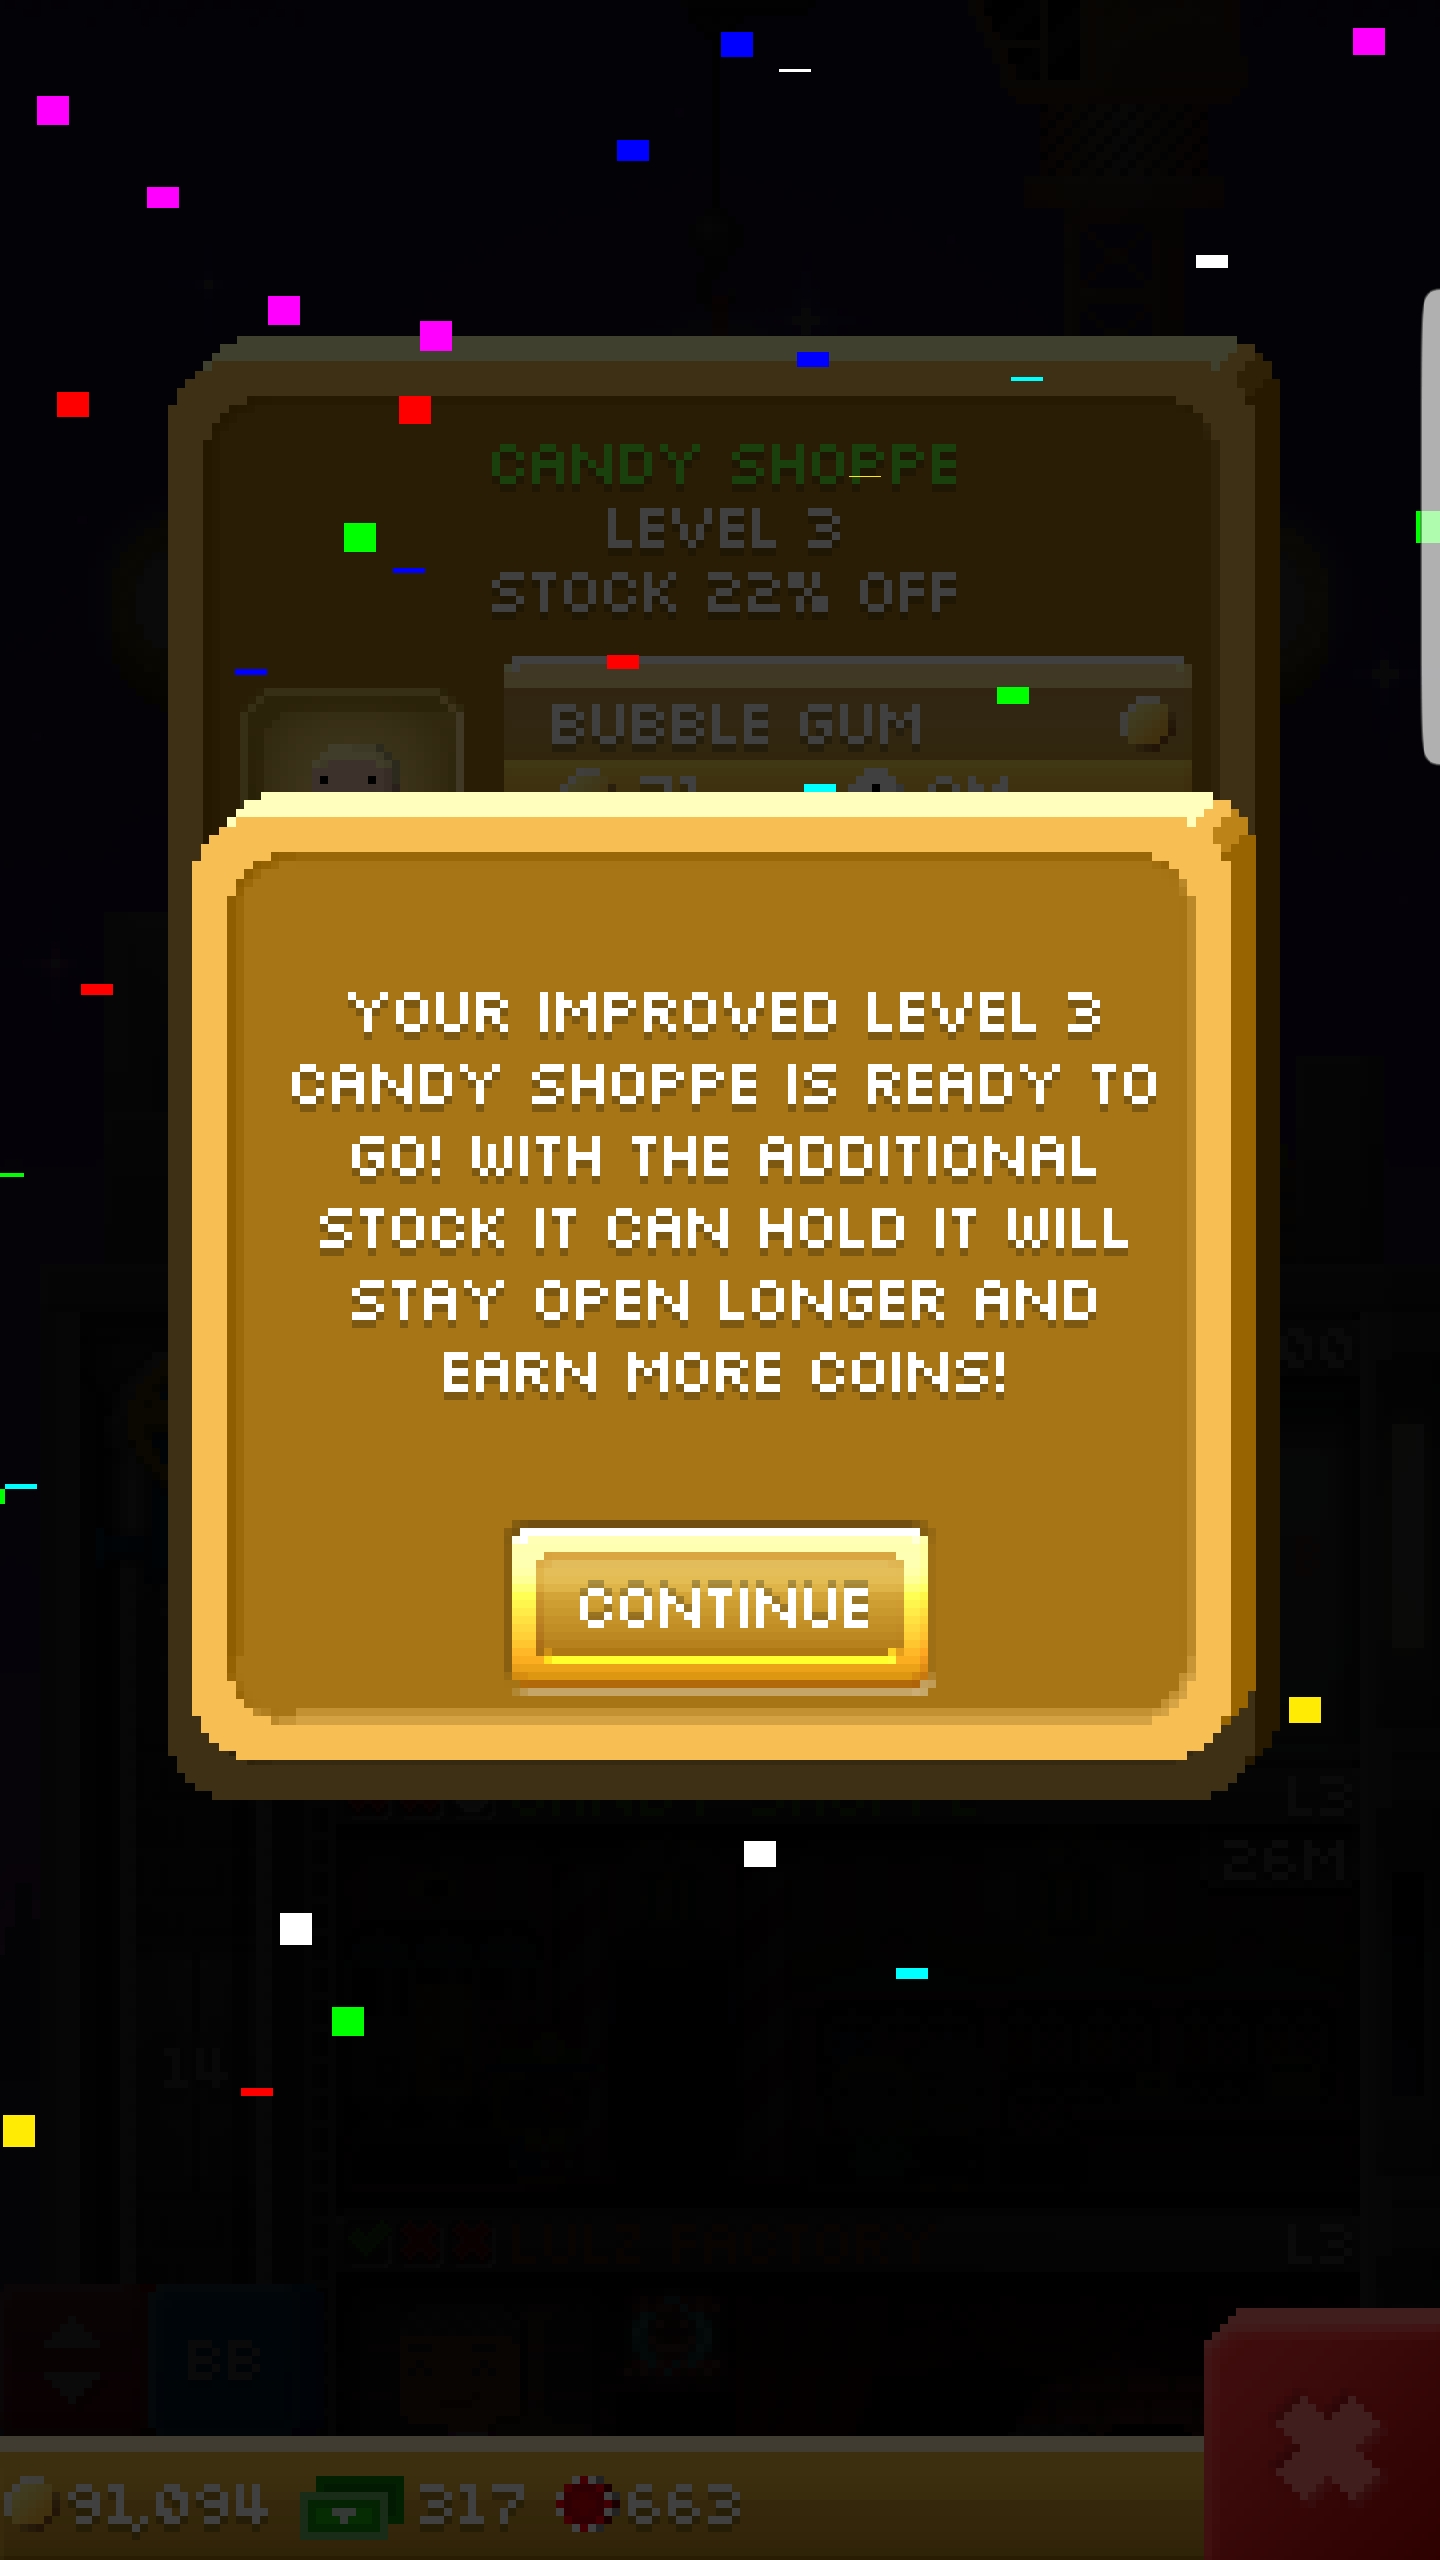 CANDY SHOPPE
LEVEL 3
STOCK 22% OFF
BUBBLE GUM
YOUR IMPROVED LEVEL 3
CANDY SHOPPE IS READY TO
GO! WITH THE ADDITIONAL
STOCK IT CAN HOLD IT WILL
STAY OPEN LONGER AND
EARN MORE COINS!
CONTINUE
L3
26M
14
LULZ FACTORY L3
BB
91,094 317 663